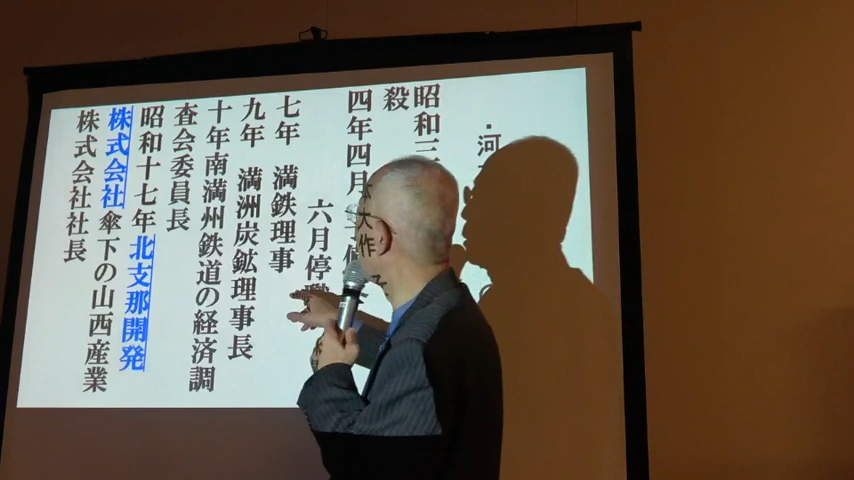 ・河
昭和三
殺
四年四月
六月停職
七年 満鉄理事
九年 満洲炭鉱理事長
十年南満州鉄道の経済調
査会委員長
昭和十七年北支那開発
株式会社傘下の山西産業
株式会社社長
大作